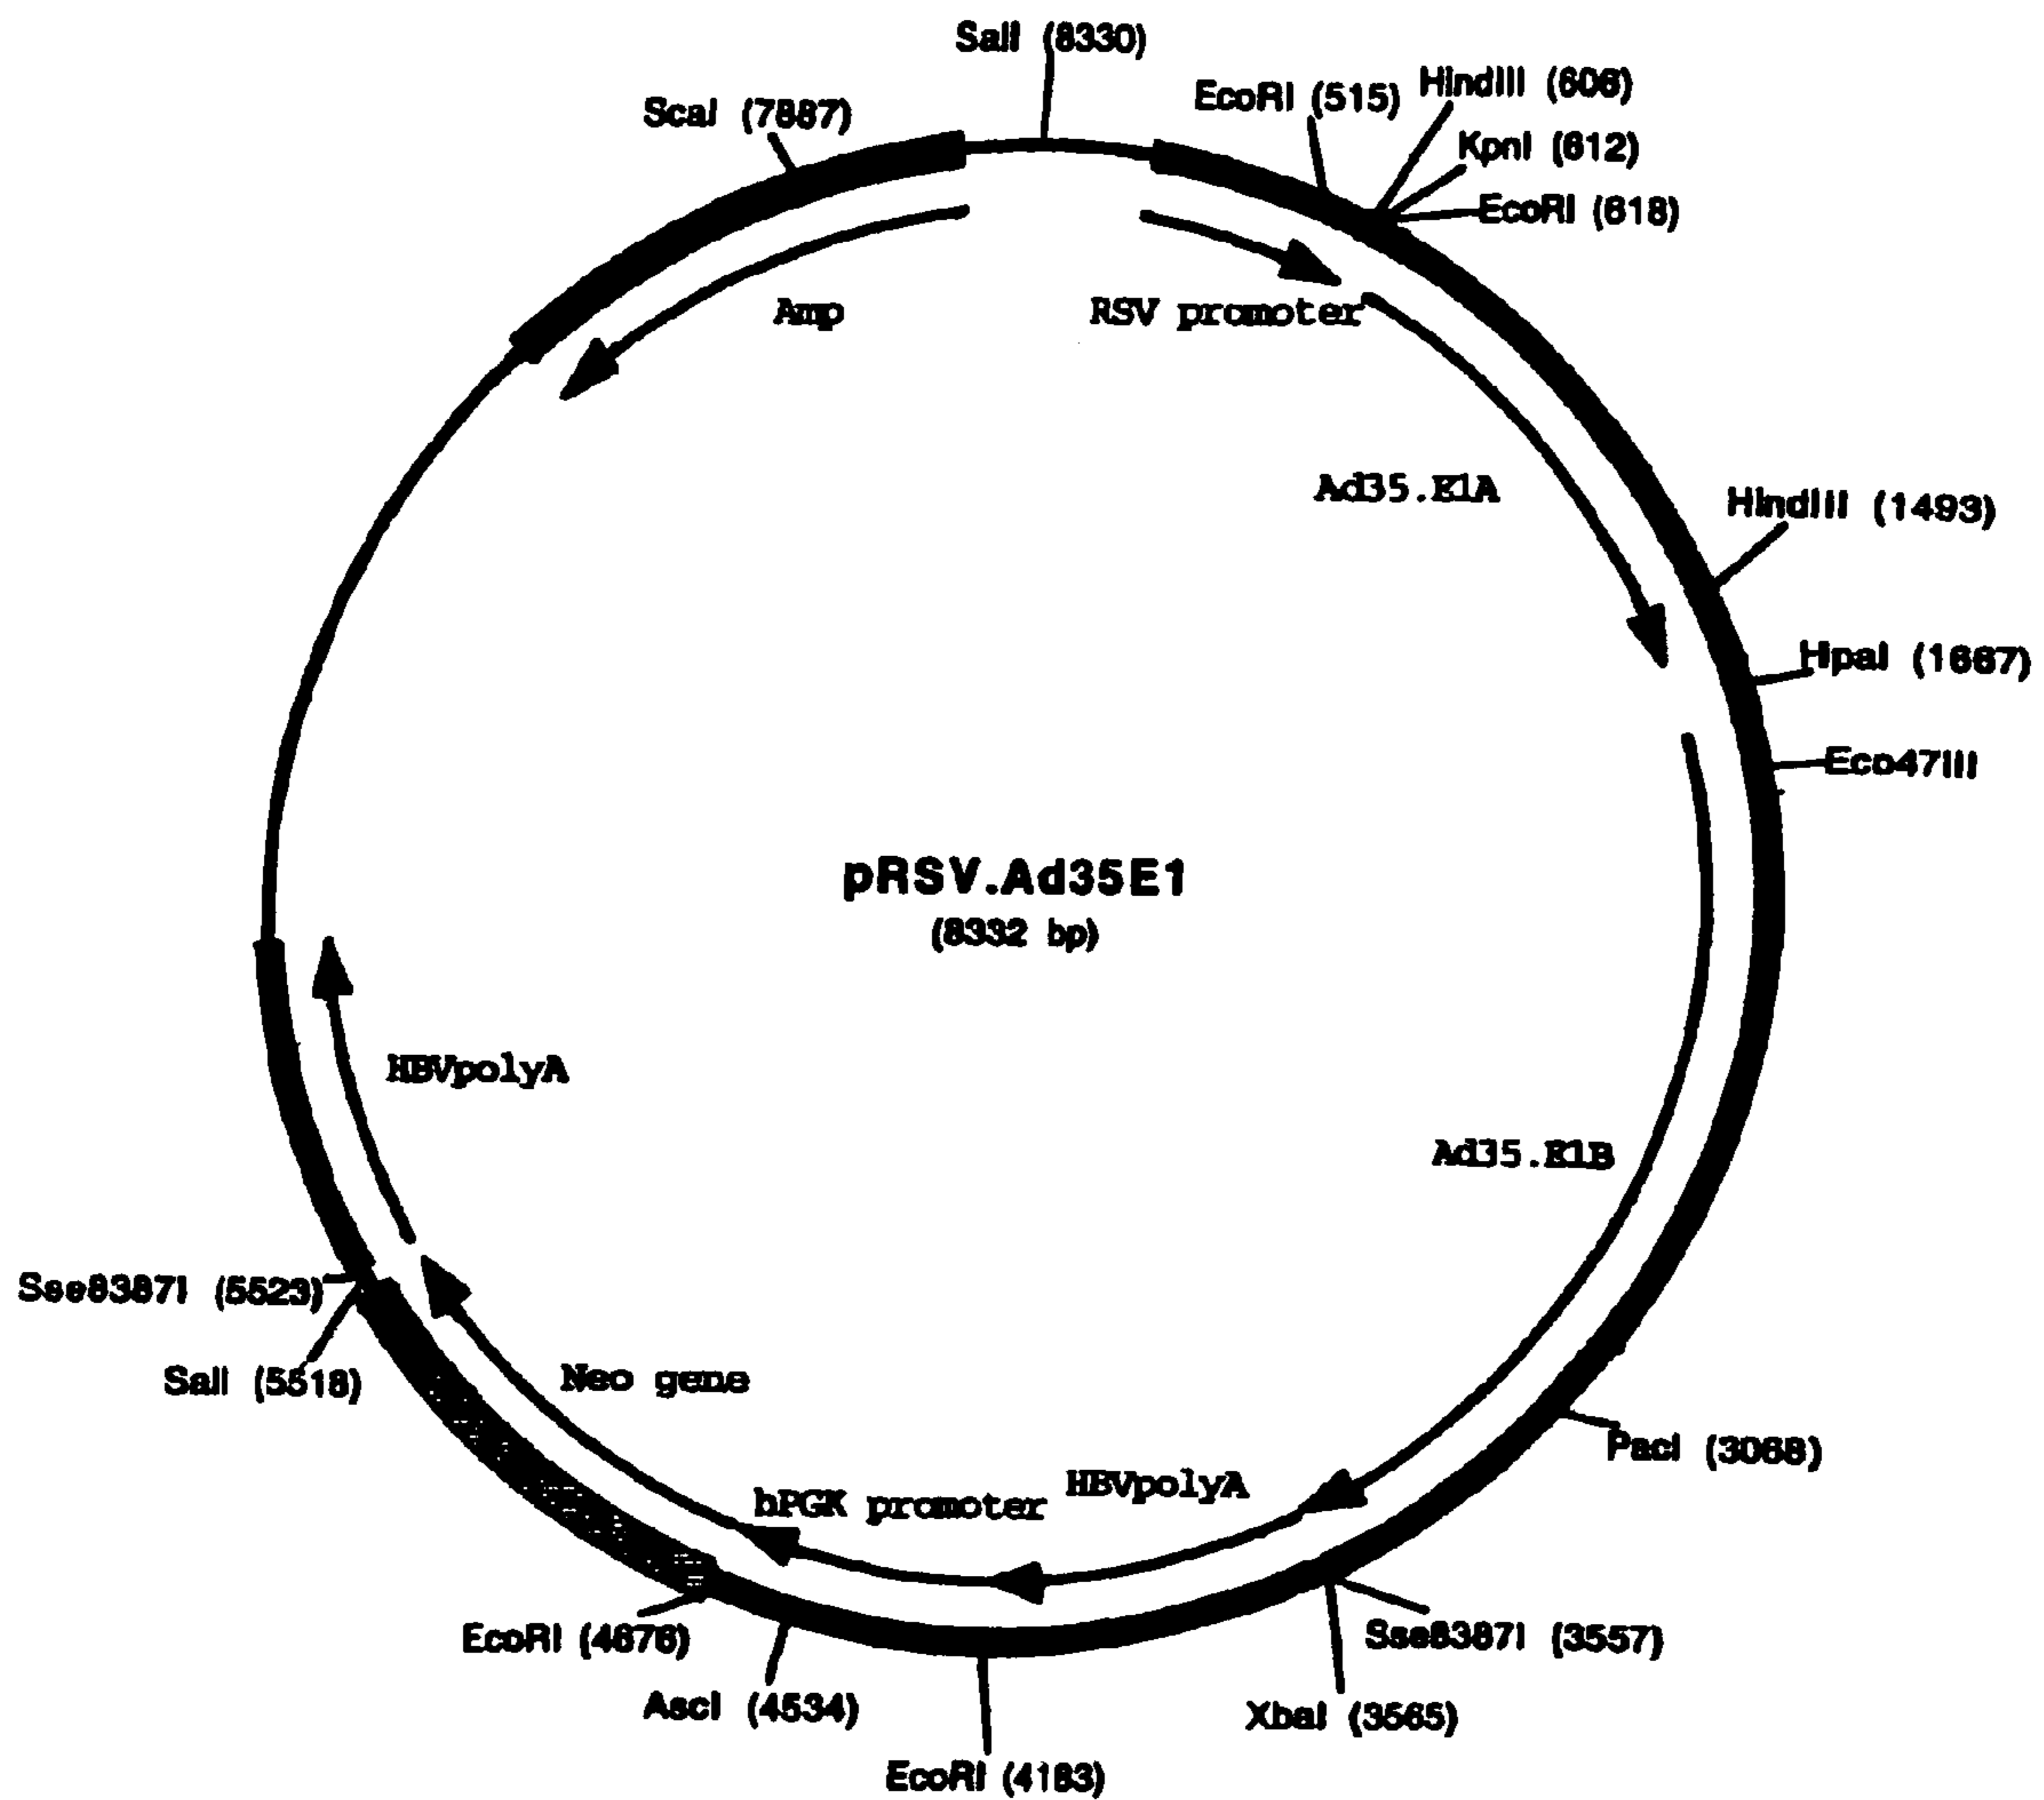 SalI (8330)
ScaI (7887)
EcoRI (515)
HindIII (606)
KpnI (612)
EcoRI (618)
Amp
RSV promoter
Ad35.E1A
HindIII (1493)
HpaI (1667)
Eco47III
pRSV.Ad35E1
(8332 bp)
HBVpolyA
Ad35.E1B
Sse8387I (5523)
SalI (5518)
Neo gene
PacI (3068)
hPGK promoter
HBVpolyA
EcoRI (4676)
Sse8387I (3557)
AscI (4534)
XbaI (3565)
EcoRI (4183)